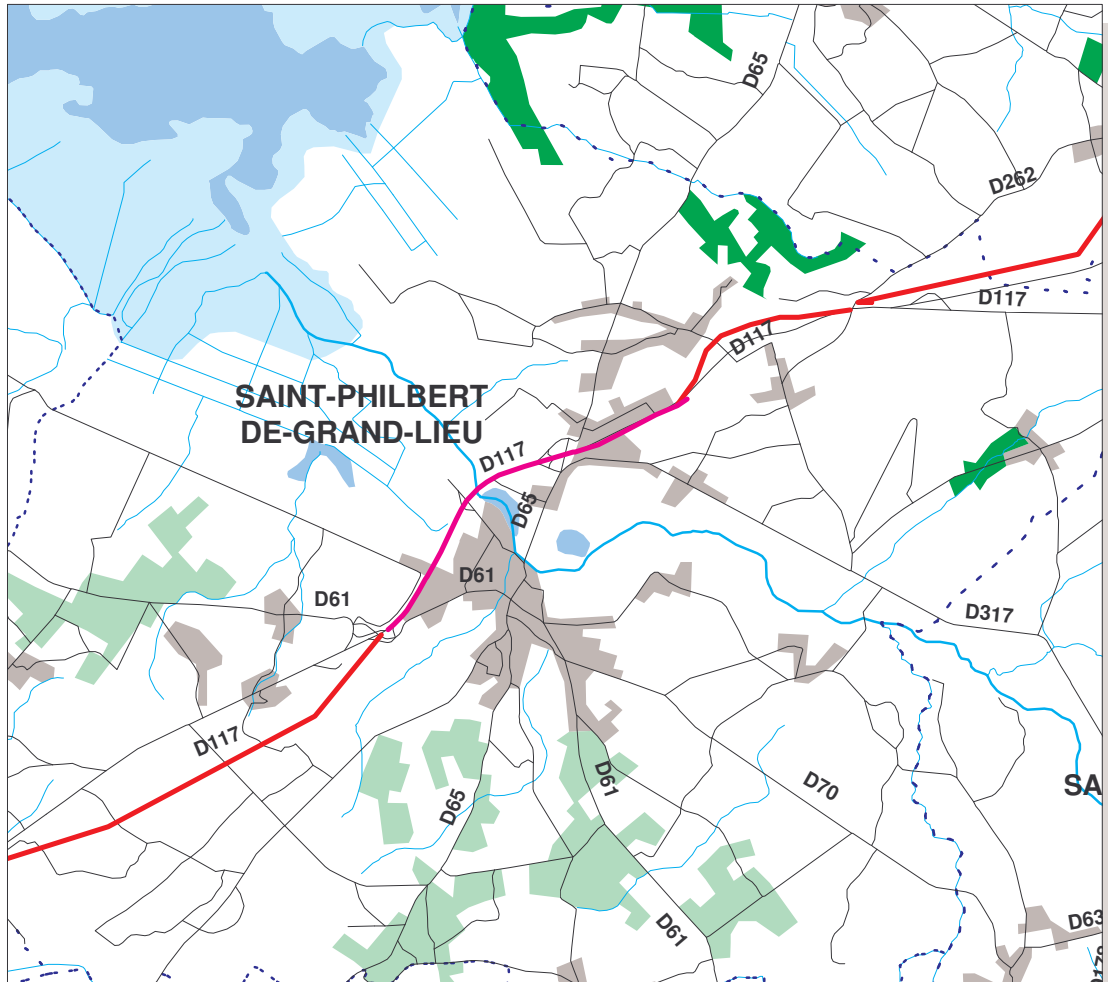 D65
D262
D117
D117
SAINT-PHILBERT
DE-GRAND-LIEU
D117
D65
D61
D61
D317
D117
D65
D61
D70
SA
D61
D63